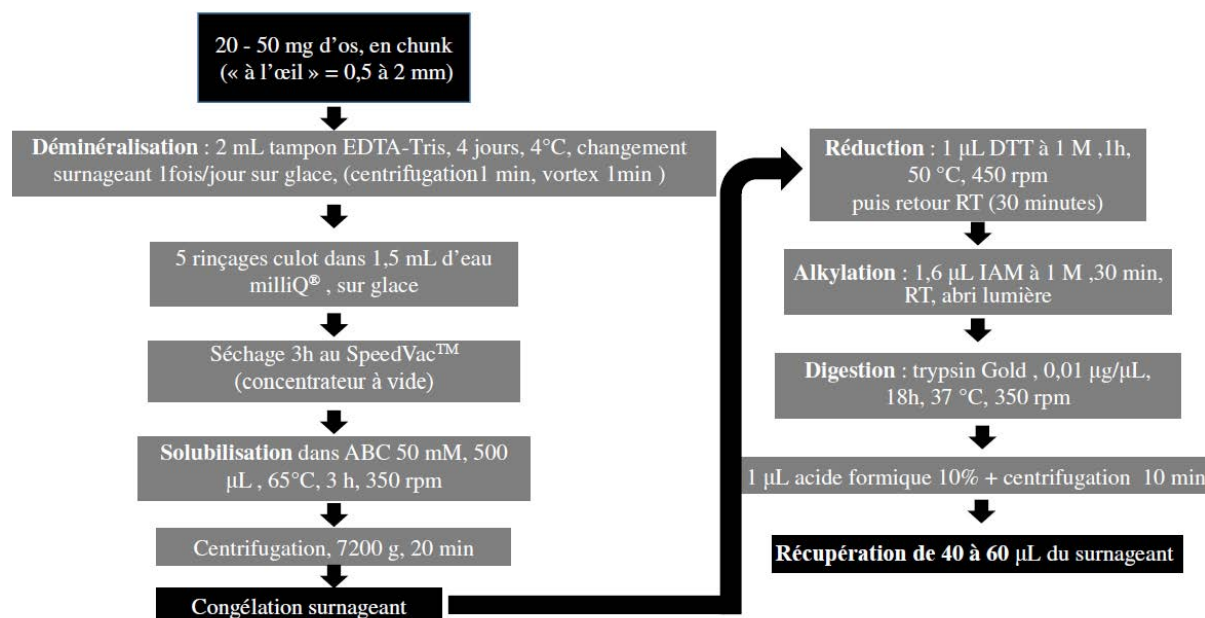 20 - 50 mg d’os, en chunk
(« à l’œil » = 0,5 à 2 mm)
Déminéralisation : 2 mL tampon EDTA-Tris, 4 jours, 4°C, changement
surnageant 1fois/jour sur glace, (centrifugation1 min, vortex 1min )
5 rinçages culot dans 1,5 mL d’eau
milliQ® , sur glace
Séchage 3h au SpeedVac™
(concentrateur à vide)
Solubilisation dans ABC 50 mM, 500
µL , 65°C, 3 h, 350 rpm
Centrifugation, 7200 g, 20 min
Congélation surnageant
Réduction : 1 µL DTT à 1 M ,1h,
50 °C, 450 rpm
puis retour RT (30 minutes)
Alkylation : 1,6 µL IAM à 1 M ,30 min,
RT, abri lumière
Digestion : trypsin Gold , 0,01 µg/µL,
18h, 37 °C, 350 rpm
1 µL acide formique 10% + centrifugation 10 min
Récupération de 40 à 60 µL du surnageant